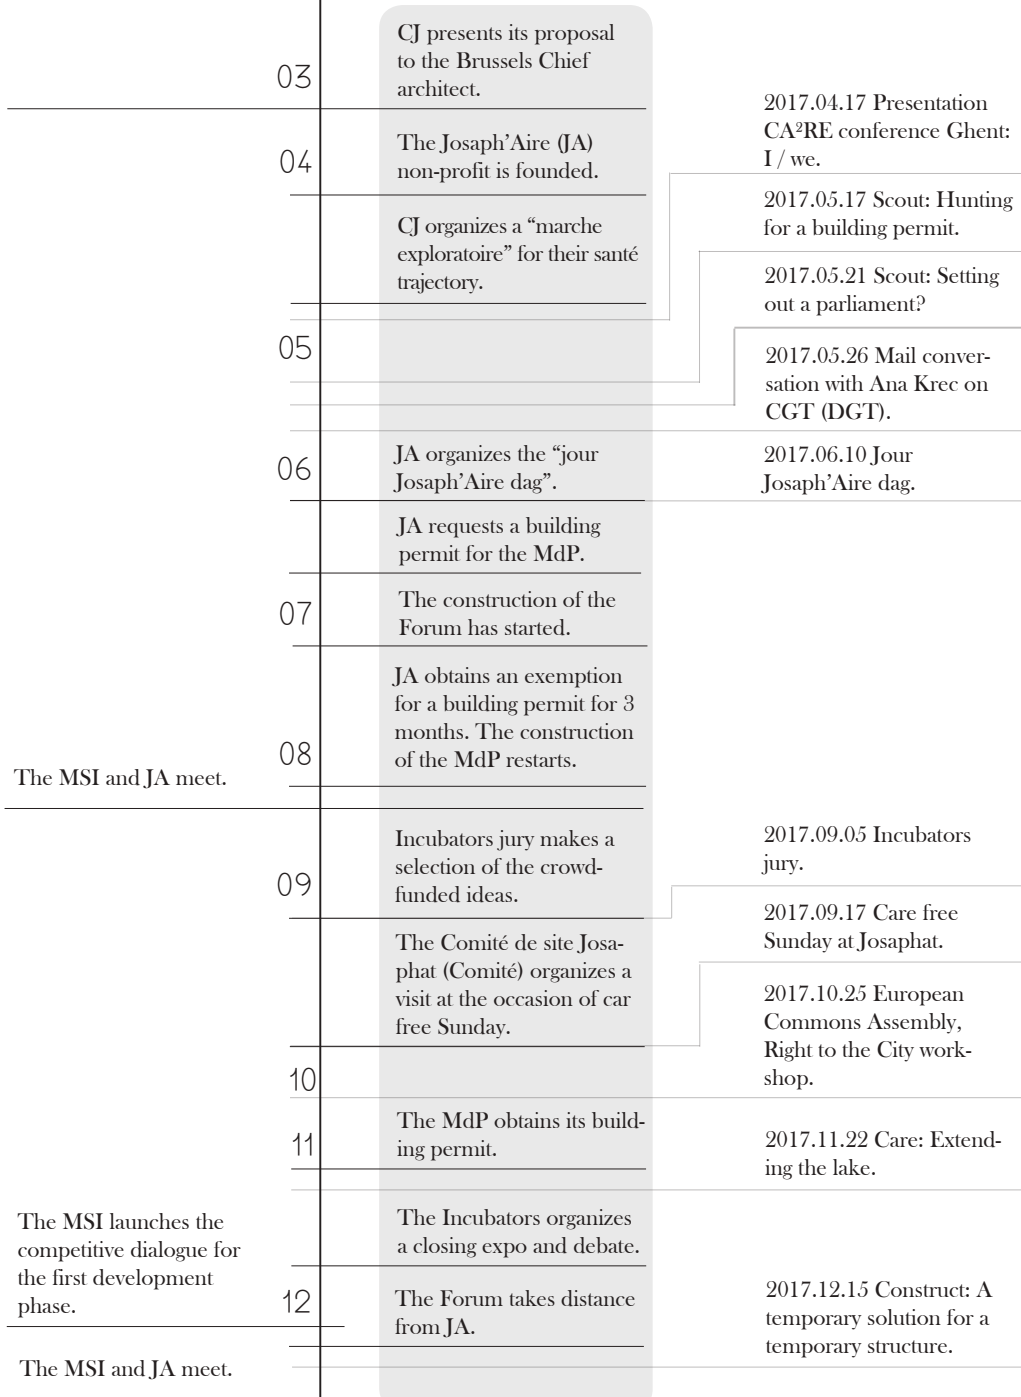 CJ presents its proposal
to the Brussels Chief
architect.
03
2017.04.17 Presentation
CA²RE conference Ghent:
I / we.
The Josaph'Aire (JA)
non-profit is founded.
04
2017.05.17 Scout: Hunting
for a building permit.
CJ organizes a “marche
exploratoire” for their santé
trajectory.
2017.05.21 Scout: Setting
out a parliament?
05
2017.05.26 Mail conver-
sation with Ana Krec on
CGT (DGT).
06
JA organizes the “jour
Josaph'Aire dag”.
2017.06.10 Jour
Josaph'Aire dag.
JA requests a building
permit for the MdP.
07
The construction of the
Forum has started.
JA obtains an exemption
for a building permit for 3
months. The construction
of the MdP restarts.
08
The MSI and JA meet.
Incubators jury makes a
selection of the crowd-
funded ideas.
09
2017.09.05 Incubators
jury.
2017.09.17 Care free
Sunday at Josaphat.
The Comité de site Josa-
phat (Comité) organizes a
visit at the occasion of car
free Sunday.
2017.10.25 European
Commons Assembly,
Right to the City work-
shop.
10
The MdP obtains its build-
ing permit.
11
2017.11.22 Care: Extend-
ing the lake.
The MSI launches the
competitive dialogue for
the first development
phase.
The Incubators organizes
a closing expo and debate.
12
The Forum takes distance
from JA.
2017.12.15 Construct: A
temporary solution for a
temporary structure.
The MSI and JA meet.